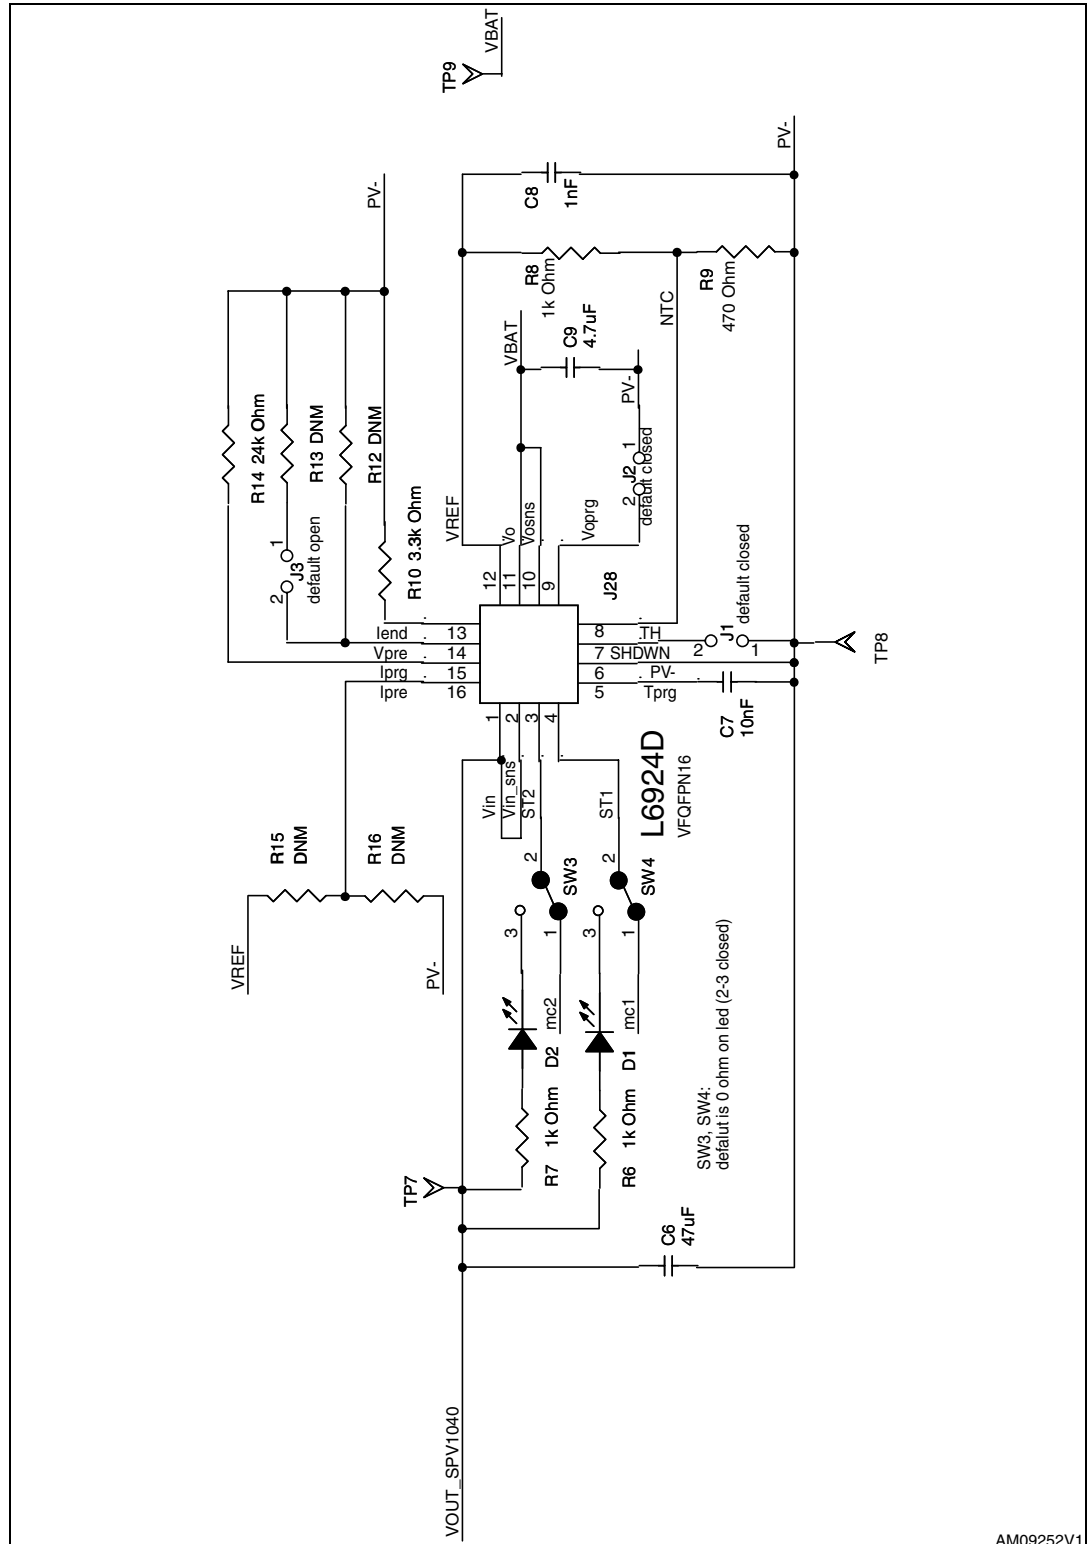 VBAT
TP9
PV-
PV-
C8
1nF
R8
1k Ohm
R9
470 Ohm
NTC
VBAT
C9
4.7uF
PV-
R14 24k Ohm
R13 DNM
R12 DNM
R10 3.3k Ohm
1
J3
2
default open
VREF
Vo
Vosns
Voprg
1
J2
2
default closed
12
11
10
9
J28
Iend
13
Vpre
14
Iprg
15
Ipre
16
8
TH
7
SHDWN
6
PV-
5
Tprg
2
J1
1
default closed
TP8
C7
10nF
1
2
3
4
Vin
Vin_sns
ST2
ST1
L6924D
VFQFPN16
R15
DNM
R16
DNM
VREF
PV-
2
SW3
3
1
2
SW4
3
1
mc2
mc1
D2
D1
R7 1k Ohm
R6 1k Ohm
SW3, SW4:
defalut is 0 ohm on led (2-3 closed)
TP7
C6
47uF
VOUT_SPV1040
AM09252V1